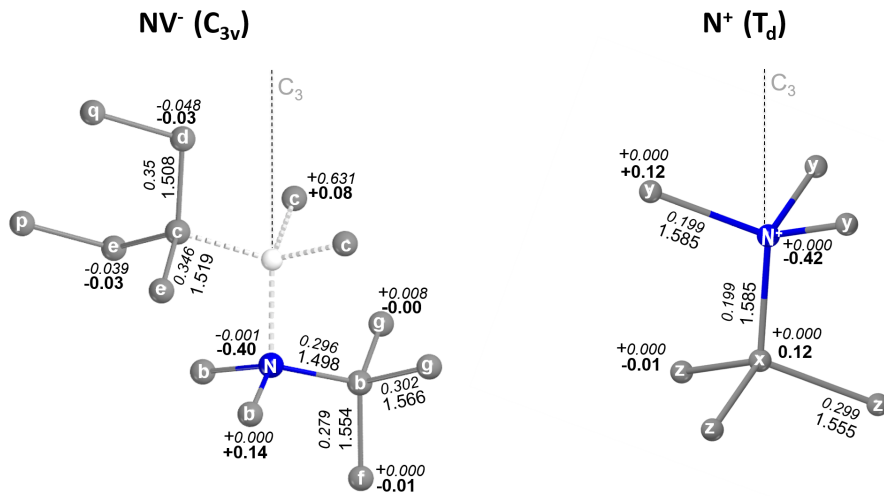 NV⁻ (C₃ᵥ)
N⁺ (T_d)
C₃
C₃
q
-0.048
-0.03
d
0.35
1.508
+0.631
+0.08
c
c
p
e
-0.039
-0.03
c
e
0.346
1.519
+0.008
-0.00
g
-0.001
-0.40
0.296
1.498
b
N
b
g
0.302
1.566
b
+0.000
+0.14
0.279
1.554
f
+0.000
-0.01
+0.000
+0.12
y
y
0.199
1.585
N⁺
y
+0.000
-0.42
0.199
1.585
+0.000
-0.01
z
x
+0.000
0.12
z
0.299
1.555
z